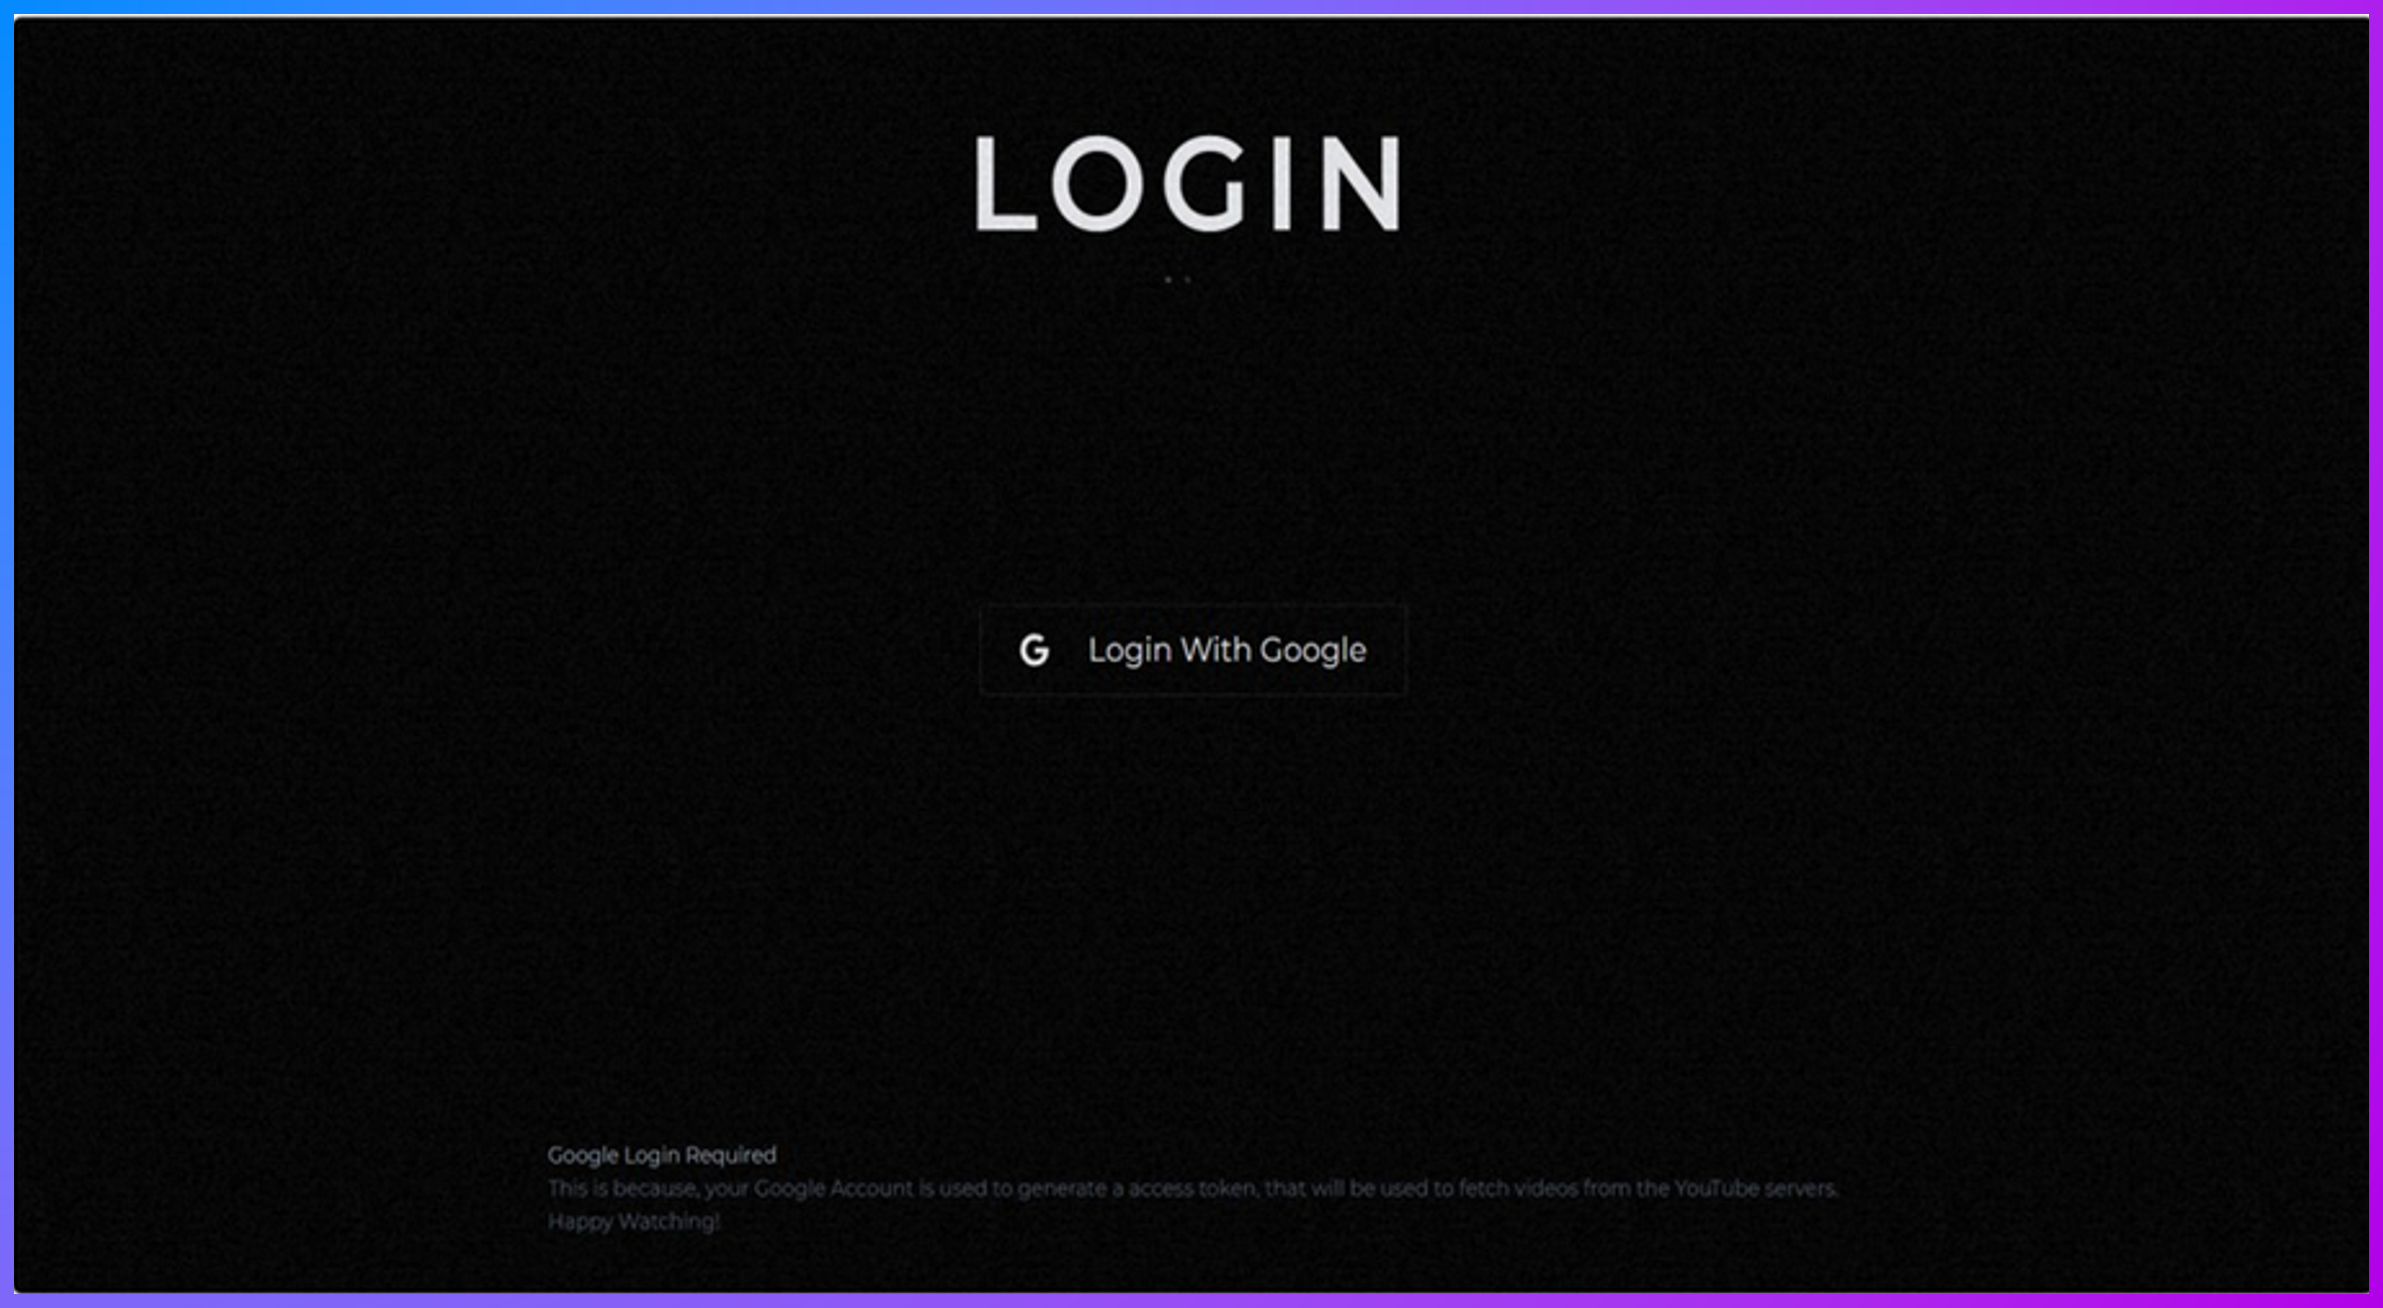 LOGIN
G Login With Google
Google Login Required
This is because, your Google Account is used to generate a access token, that will be used to fetch videos from the YouTube servers.
Happy Watching!